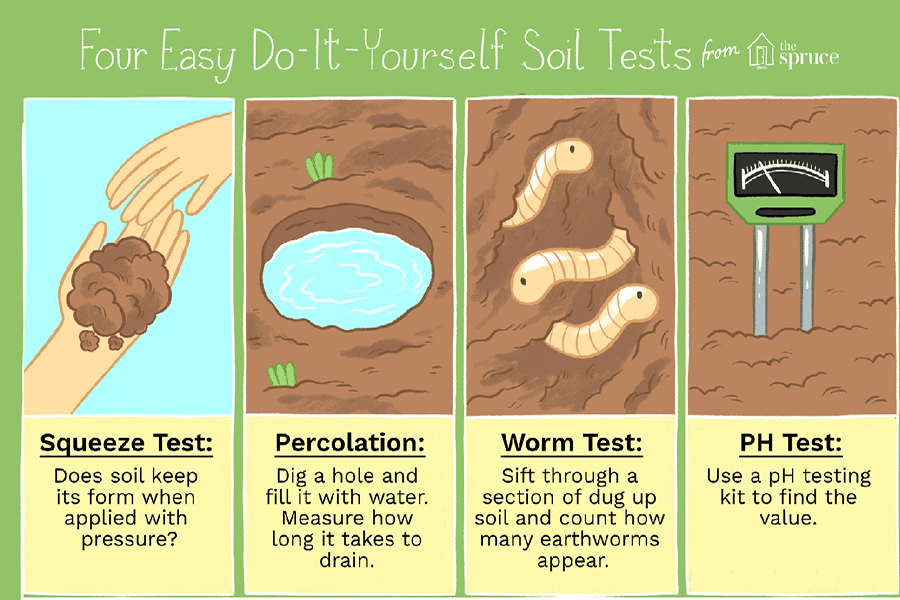 Four Easy Do-It-Yourself Soil Tests from the spruce
Squeeze Test:
Does soil keep
its form when
applied with
pressure?
Percolation:
Dig a hole and
fill it with water.
Measure how
long it takes to
drain.
Worm Test:
Sift through a
section of dug up
soil and count how
many earthworms
appear.
PH Test:
Use a pH testing
kit to find the
value.